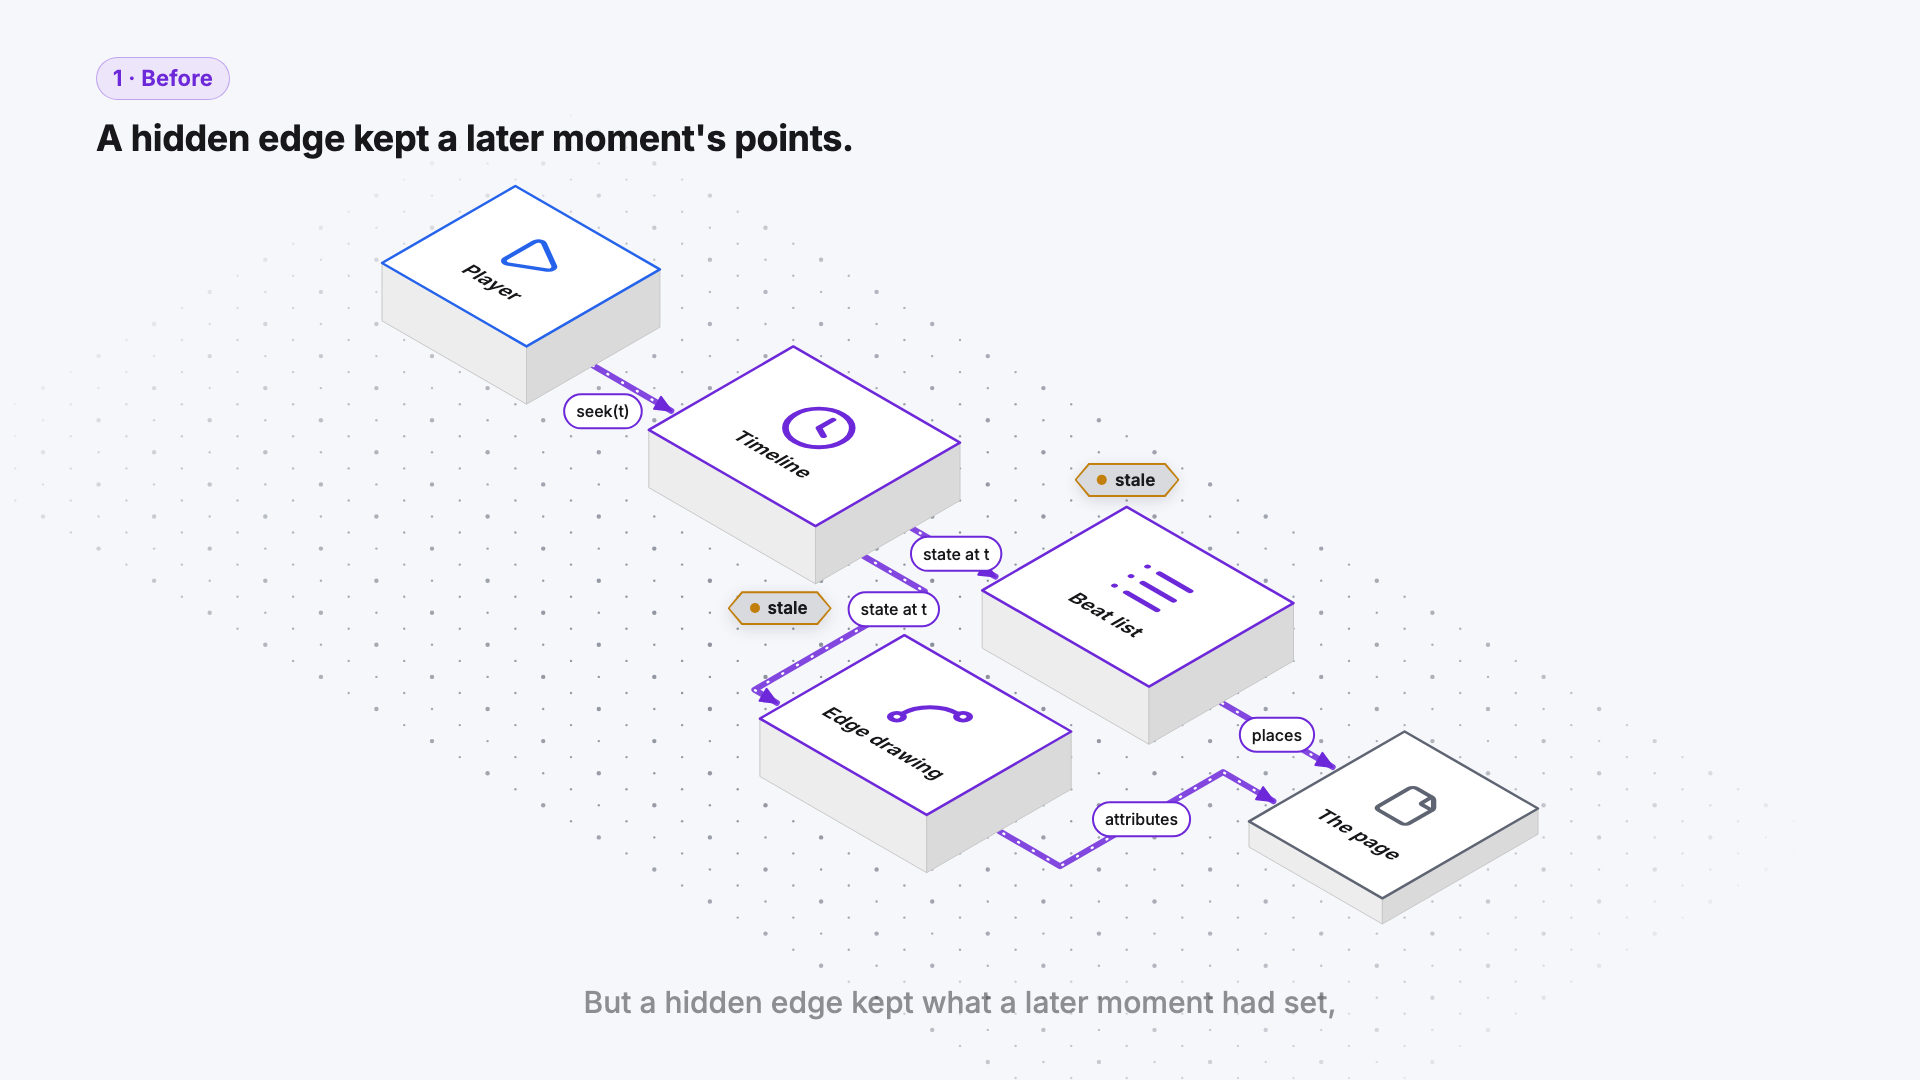 1 · Before
A hidden edge kept a later moment's points.
Player
seek(t)
Timeline
stale
state at t
Beat list
stale
state at t
Edge drawing
places
attributes
The page
But a hidden edge kept what a later moment had set,